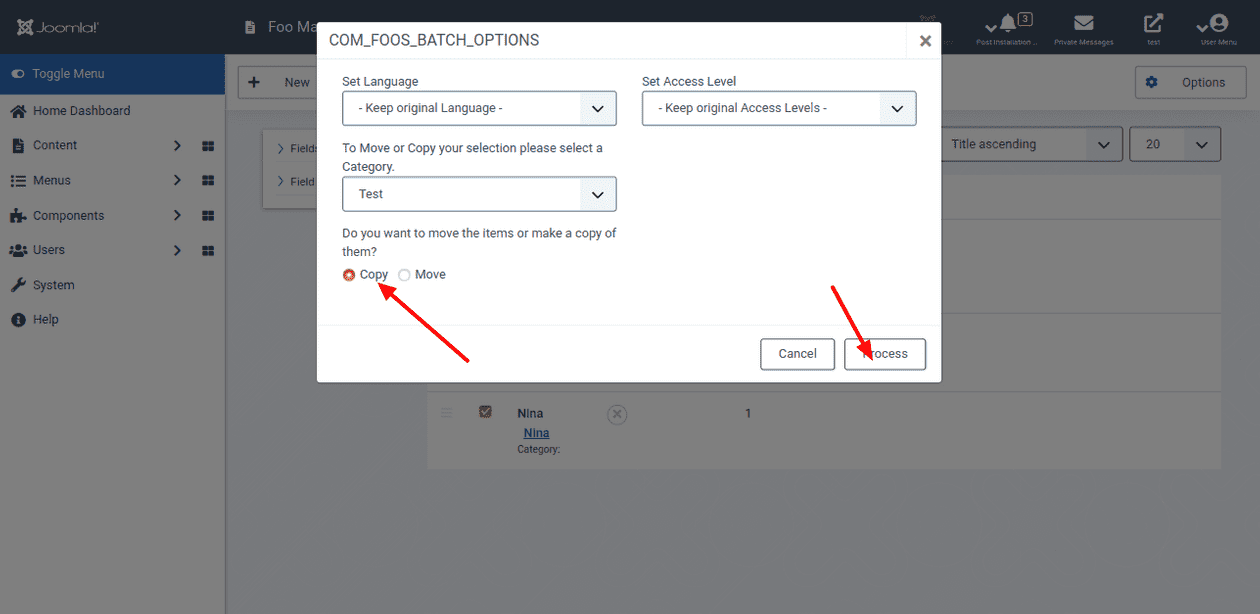 Joomla!
Foo Ma
3
Post Installation ...
Private Messages
test
User Menu
Toggle Menu
Home Dashboard
Content
Menus
Components
Users
System
Help
New
Options
Fields
Field
Title ascending
20
COM_FOOS_BATCH_OPTIONS
Set Language
- Keep original Language -
Set Access Level
- Keep original Access Levels -
To Move or Copy your selection please select a
Category.
Test
Do you want to move the items or make a copy of
them?
Copy Move
Cancel
Process
Nina
1
Nina
Category: